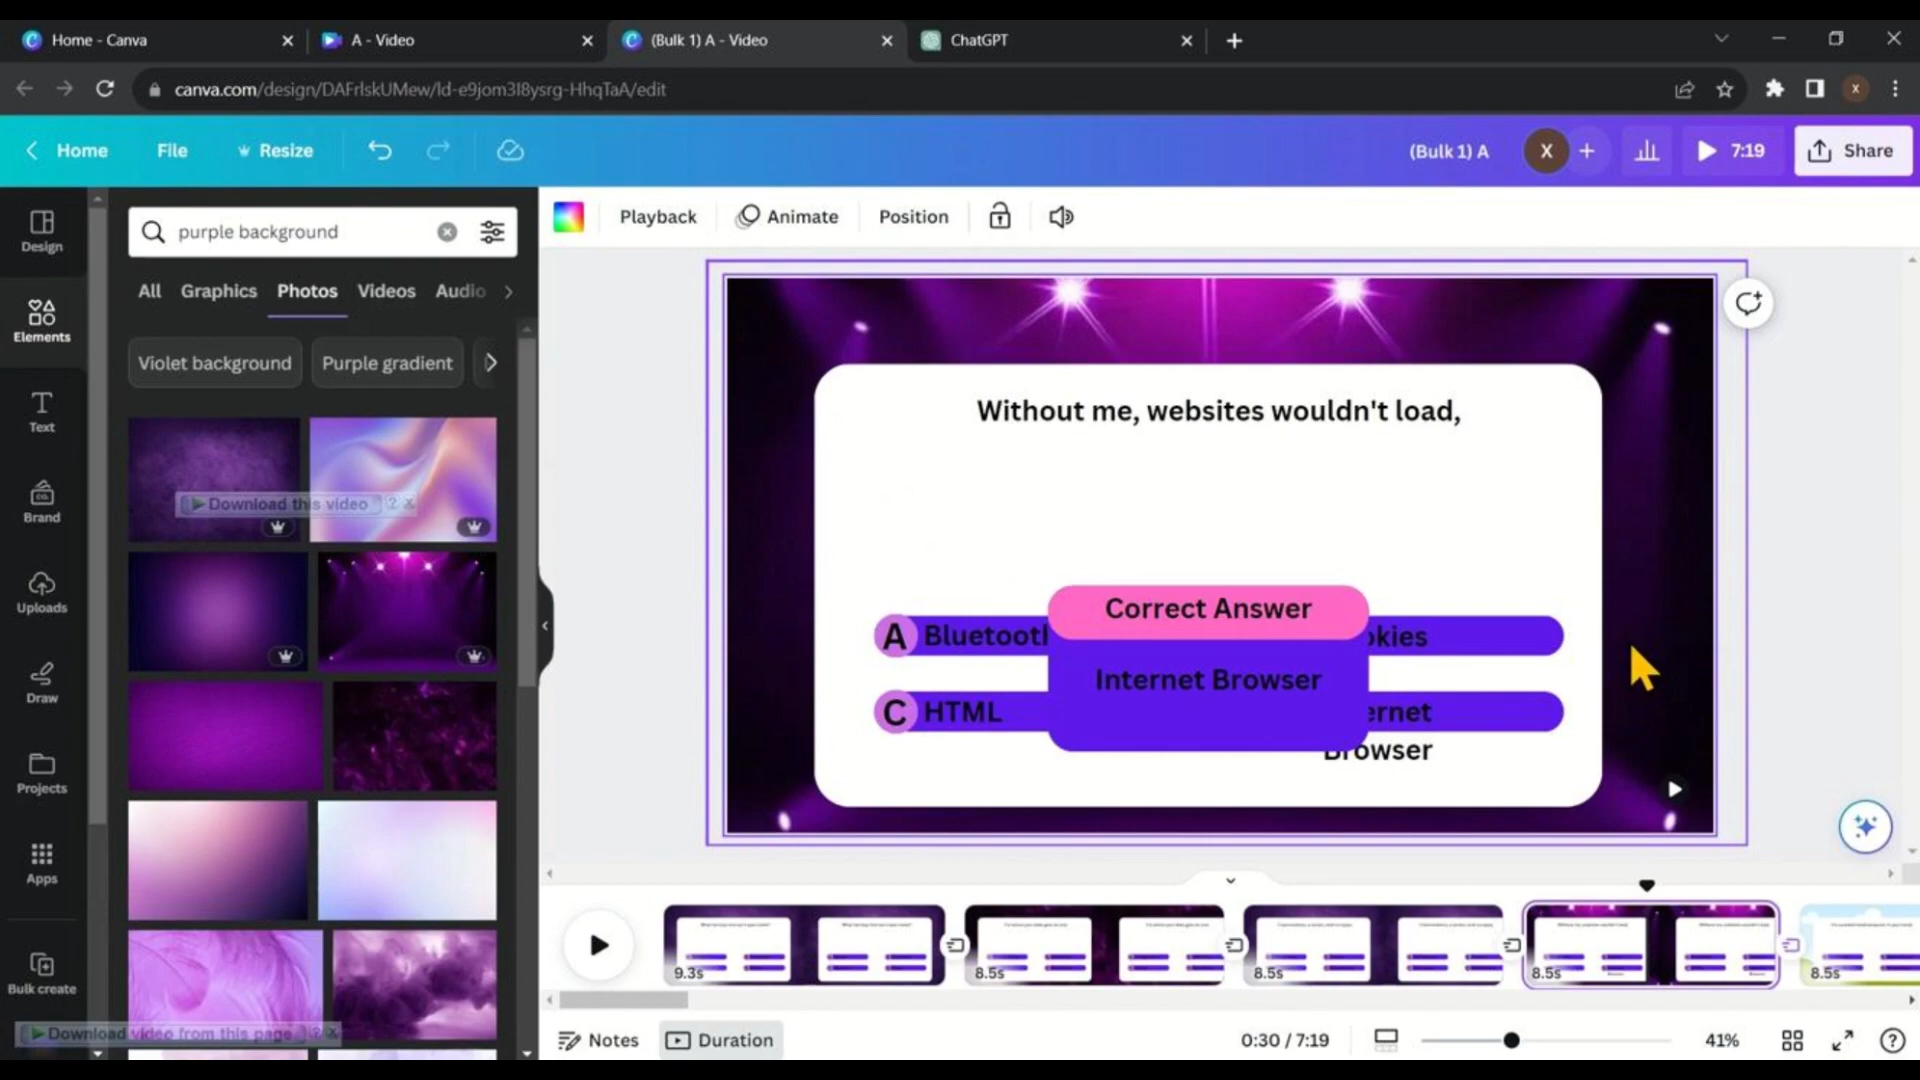 Home - Canva
A - Video
(Bulk 1) A - Video
ChatGPT
canva.com/design/DAFrlskUMew/ld-e9jom3l8ysrg-HhqTaA/edit
X
Home
File
Resize
(Bulk 1) A
X
7:19
Share
Design
Elements
Text
Brand
Uploads
Draw
Projects
Apps
Bulk create
purple background
All Graphics Photos Videos Audio
Violet background
Purple gradient
Download this video
Download video from this page
Playback
Animate
Position
Without me, websites wouldn't load,
Correct Answer
A Bluetooth
okies
Internet Browser
C HTML
ernet
Browser
9.3s
8.5s
8.5s
8.5s
8.5s
Notes
Duration
0:30 / 7:19
41%